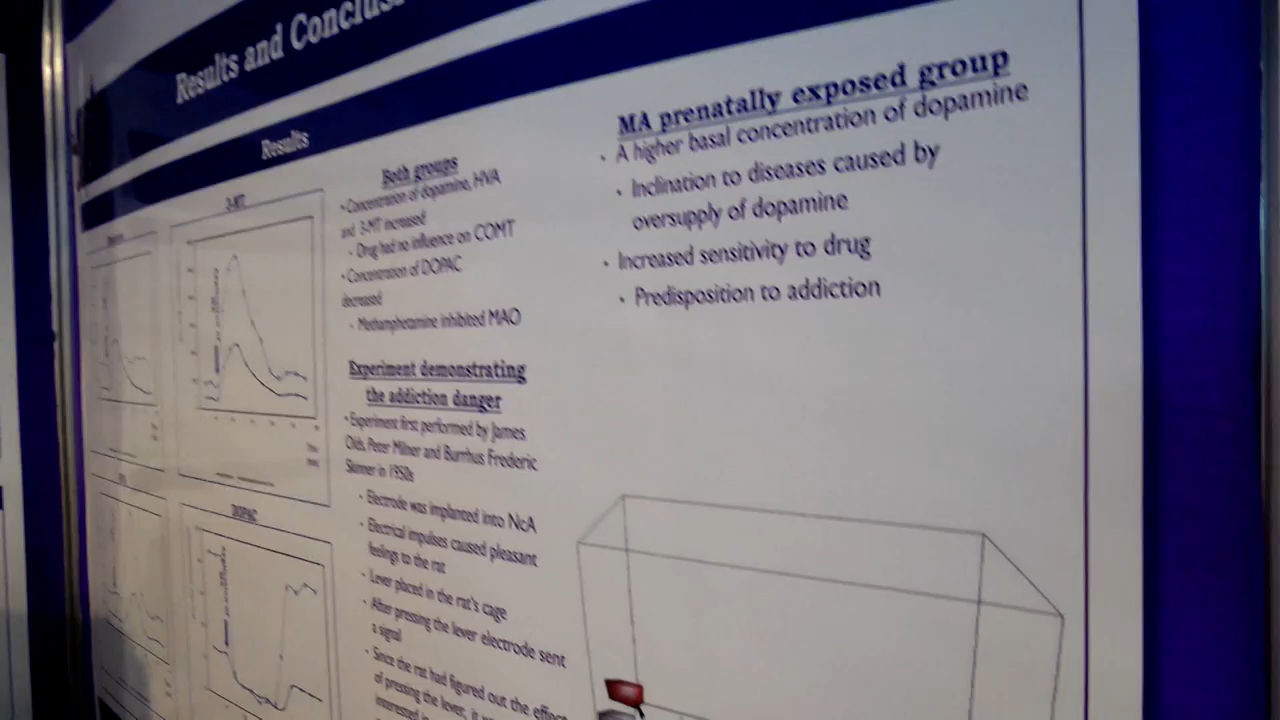 Results and Conclus
Results
3-MT
DOPAC
Both groups
• Concentration of dopamine, HVA
and 3-MT increased
• Drug had no influence on COMT
• Concentration of DOPAC
decreased
• Methamphetamine inhibited MAO
Experiment demonstrating
the addiction danger
• Experiment first performed by James
Olds, Peter Milner and Burrhus Frederic
Skinner in 1950s
• Electrode was implanted into NcA
• Electrical impulses caused pleasant
feelings to the rat
• Lever placed in the rat's cage
• After pressing the lever electrode sent
a signal
• Since the rat had figured out the effect
of pressing the lever, it
interested
MA prenatally exposed group
• A higher basal concentration of dopamine
• Inclination to diseases caused by
oversupply of dopamine
• Increased sensitivity to drug
• Predisposition to addiction